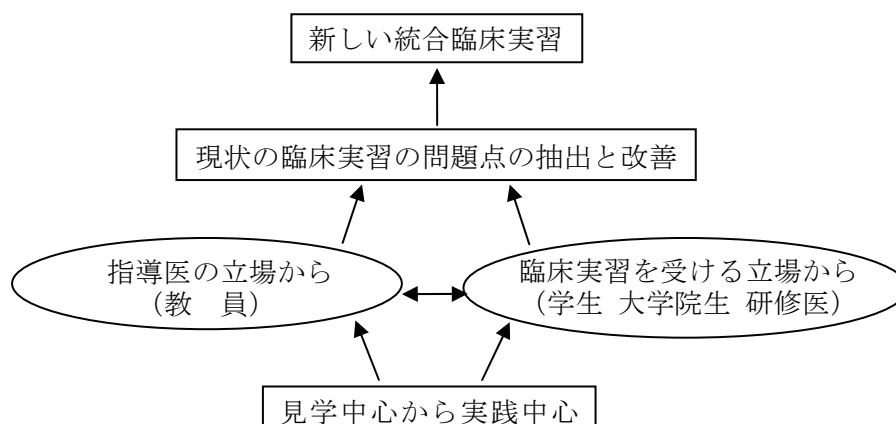 新しい統合臨床実習
現状の臨床実習の問題点の抽出と改善
指導医の立場から
(教　員)
臨床実習を受ける立場から
(学生 大学院生 研修医)
見学中心から実践中心